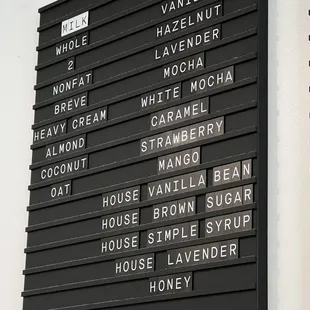 MILK
WHOLE
2
NONFAT
BREVE
HEAVY CREAM
ALMOND
COCONUT
OAT
VANILLA
HAZELNUT
LAVENDER
MOCHA
WHITE MOCHA
CARAMEL
STRAWBERRY
MANGO
HOUSE VANILLA BEAN
HOUSE BROWN SUGAR
HOUSE SIMPLE SYRUP
HOUSE LAVENDER
HONEY